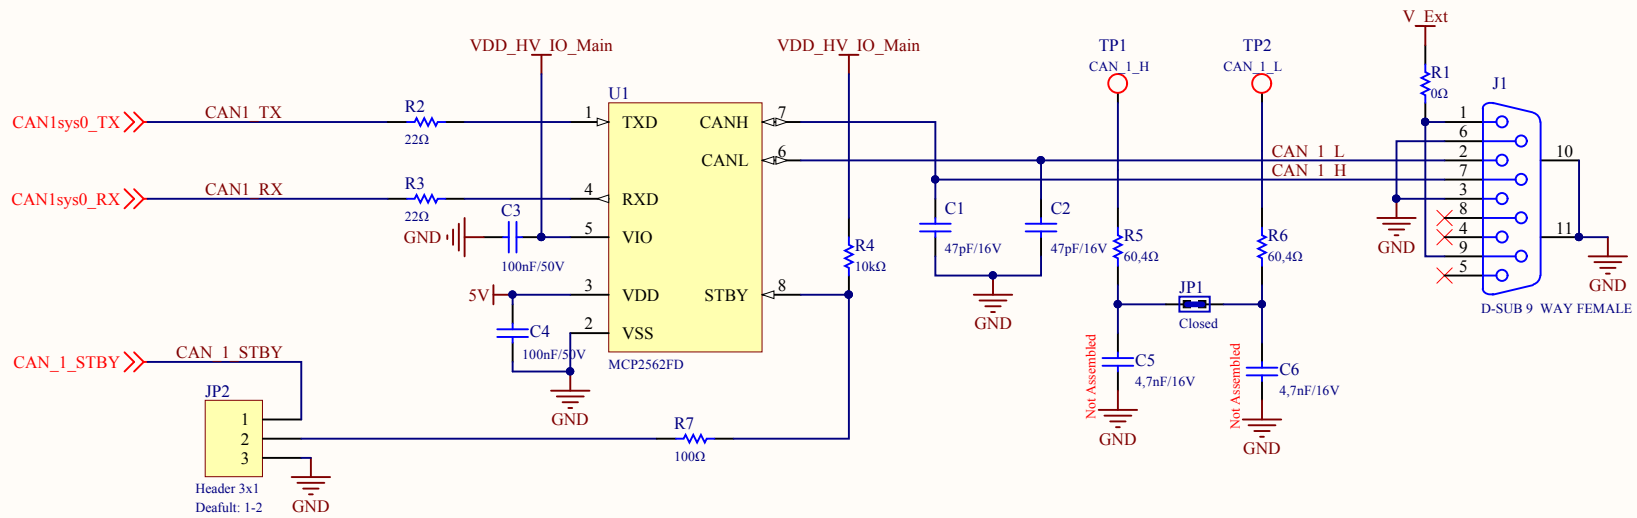 V_Ext
VDD_HV_IO_Main
VDD_HV_IO_Main
TP1
CAN_1_H
TP2
CAN_1_L
R1
0Ω
J1
U1
CAN1sys0_TX
CAN1_TX
R2
22Ω
1
TXD
CANH
7
CANL
6
CAN1sys0_RX
CAN1_RX
R3
22Ω
4
RXD
C3
GND
100nF/50V
5
VIO
5V
3
VDD
STBY
8
2
VSS
C4
100nF/50V
GND
MCP2562FD
R4
10kΩ
C1
47pF/16V
C2
47pF/16V
GND
CAN_1_L
CAN_1_H
R5
60,4Ω
R6
60,4Ω
JP1
Closed
Not Assembled
C5
4,7nF/16V
GND
Not Assembled
C6
4,7nF/16V
GND
1
6
2
7
3
8
4
9
5
10
11
GND
GND
D-SUB 9 WAY FEMALE
CAN_1_STBY
CAN_1_STBY
JP2
1
2
3
Header 3x1
Deafult: 1-2
GND
R7
100Ω